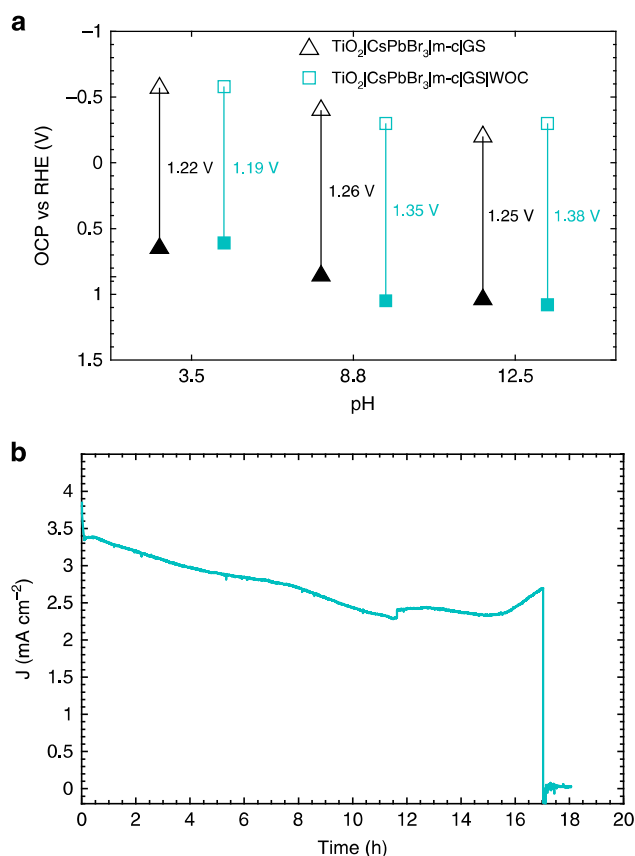 a
−1
−0.5
0
0.5
1
1.5
OCP vs RHE (V)
TiO2|CsPbBr3|m-c|GS
TiO2|CsPbBr3|m-c|GS|WOC
1.22 V
1.19 V
1.26 V
1.35 V
1.25 V
1.38 V
3.5
8.8
12.5
pH
b
4
3.5
3
2.5
2
1.5
1
0.5
0
J (mA cm−2)
0 2 4 6 8 10 12 14 16 18 20
Time (h)